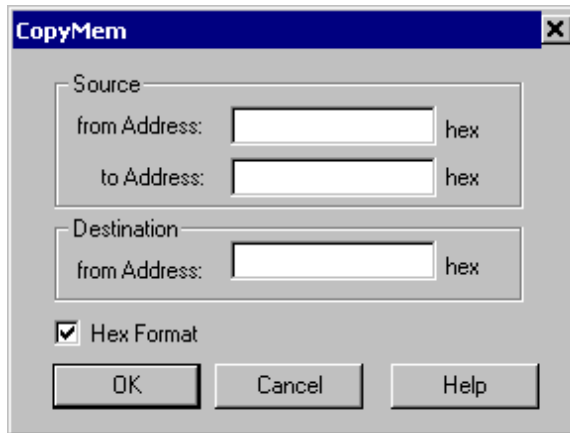 CopyMem
Source
from Address: hex
to Address: hex
Destination
from Address: hex
Hex Format
OK Cancel Help